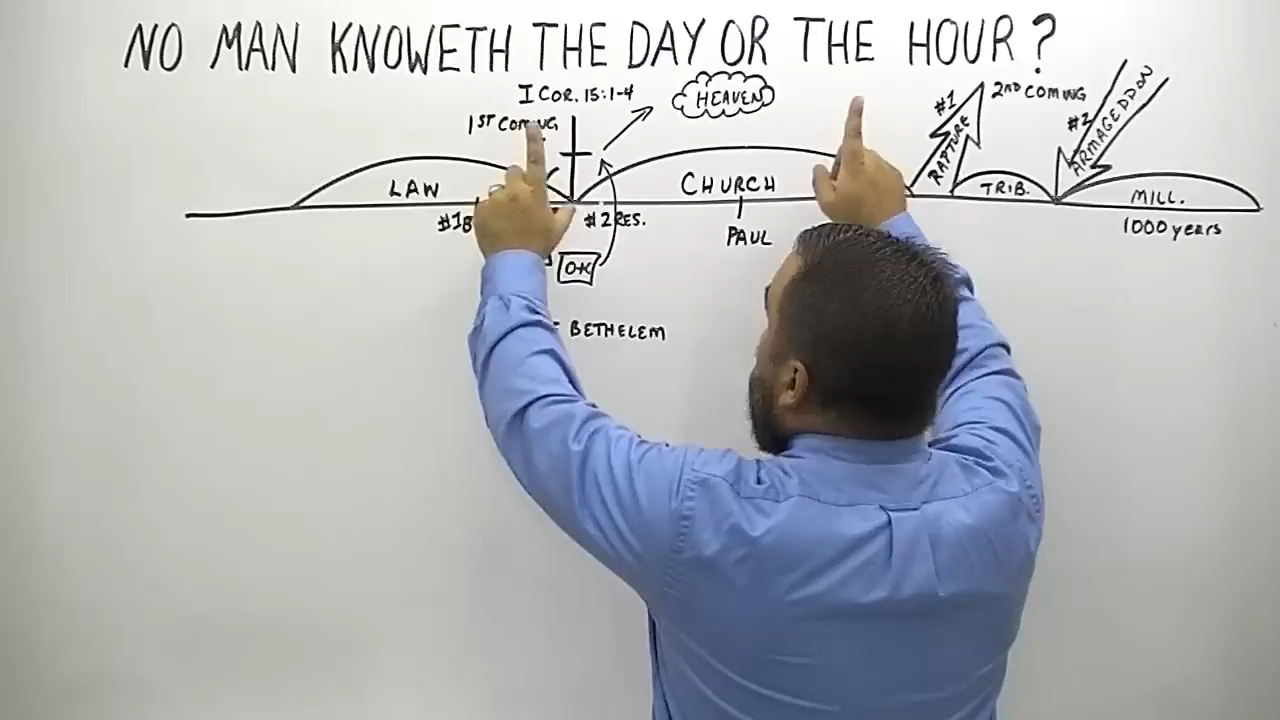 NO MAN KNOWETH THE DAY OR THE HOUR?
I COR. 15:1-4
HEAVEN
1ST COMING
#1
RAPTURE
2ND COMING
#2
ARMAGEDDON
LAW
CHURCH
TRIB.
MILL.
#2 RES.
PAUL
1000 years
OK
BETHELEM